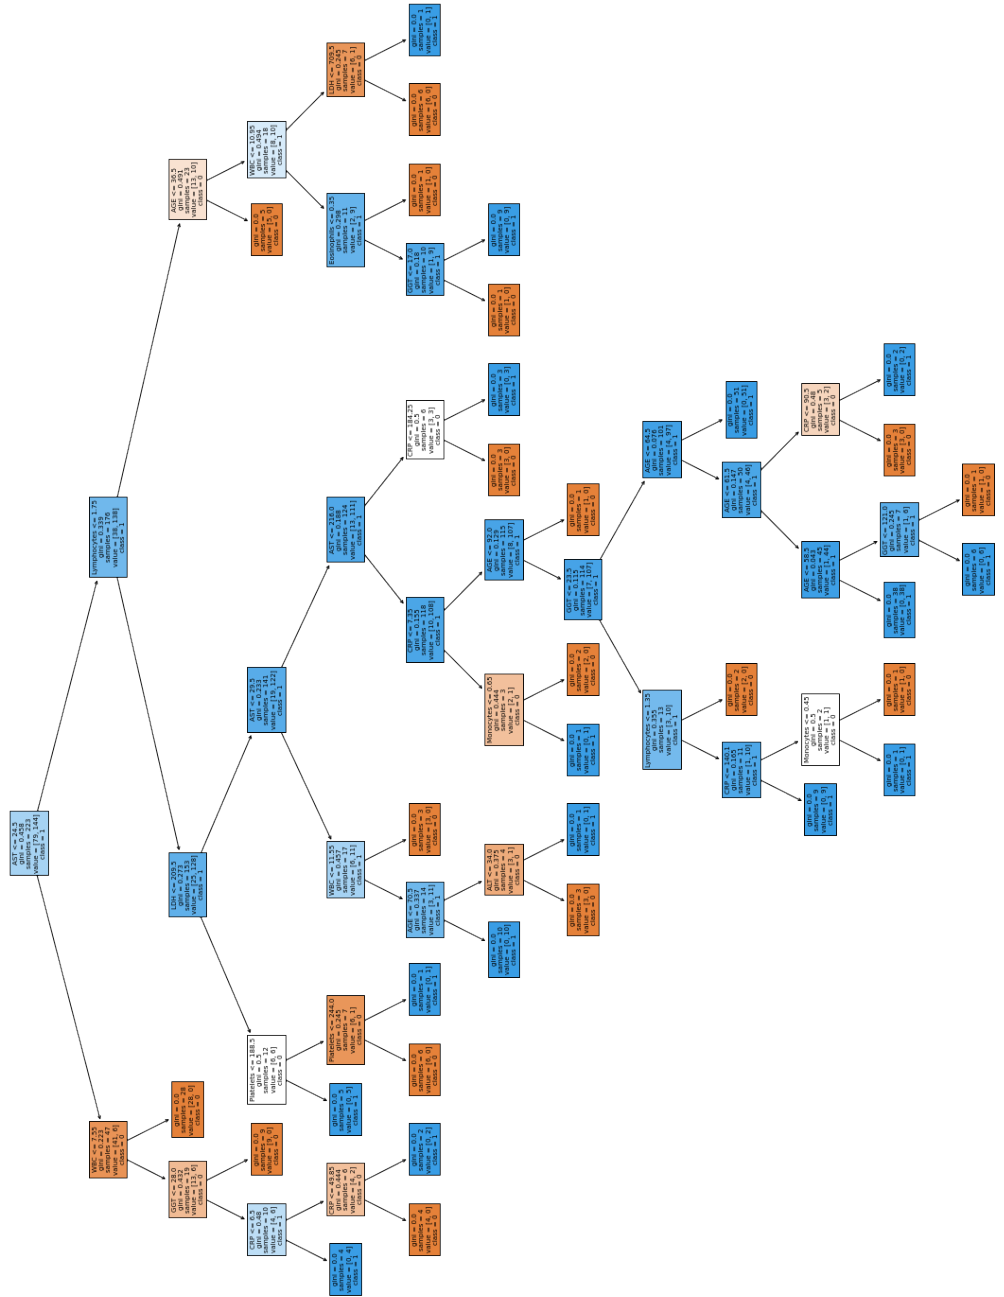 AST <= 24.5
gini = 0.458
samples = 223
value = [79, 144]
class = 1
WBC <= 7.55
gini = 0.223
samples = 47
value = [41, 6]
class = 0
Lymphocytes <= 1.75
gini = 0.339
samples = 176
value = [38, 138]
class = 1
GGT <= 28.0
gini = 0.432
samples = 19
value = [13, 6]
class = 0
gini = 0.0
samples = 28
value = [28, 0]
class = 0
LDH <= 209.5
gini = 0.273
samples = 153
value = [25, 128]
class = 1
AGE <= 36.5
gini = 0.491
samples = 23
value = [13, 10]
class = 0
CRP <= 6.5
gini = 0.48
samples = 10
value = [4, 6]
class = 1
gini = 0.0
samples = 9
value = [9, 0]
class = 0
Platelets <= 188.5
gini = 0.5
samples = 12
value = [6, 6]
class = 0
AST <= 29.5
gini = 0.233
samples = 141
value = [19, 122]
class = 1
gini = 0.0
samples = 5
value = [5, 0]
class = 0
WBC <= 10.95
gini = 0.494
samples = 18
value = [8, 10]
class = 1
gini = 0.0
samples = 4
value = [0, 4]
class = 1
CRP <= 49.85
gini = 0.444
samples = 6
value = [4, 2]
class = 0
gini = 0.0
samples = 5
value = [0, 5]
class = 1
Platelets <= 244.0
gini = 0.245
samples = 7
value = [6, 1]
class = 0
WBC <= 11.55
gini = 0.457
samples = 17
value = [6, 11]
class = 1
AST <= 216.0
gini = 0.188
samples = 124
value = [13, 111]
class = 1
Eosinophils <= 0.35
gini = 0.298
samples = 11
value = [2, 9]
class = 1
LDH <= 709.5
gini = 0.245
samples = 7
value = [6, 1]
class = 0
gini = 0.0
samples = 4
value = [4, 0]
class = 0
gini = 0.0
samples = 2
value = [0, 2]
class = 1
gini = 0.0
samples = 6
value = [6, 0]
class = 0
gini = 0.0
samples = 1
value = [0, 1]
class = 1
AGE <= 70.5
gini = 0.337
samples = 14
value = [3, 11]
class = 1
gini = 0.0
samples = 3
value = [3, 0]
class = 0
CRP <= 7.35
gini = 0.155
samples = 118
value = [10, 108]
class = 1
CRP <= 184.25
gini = 0.5
samples = 6
value = [3, 3]
class = 0
GGT <= 17.0
gini = 0.18
samples = 10
value = [1, 9]
class = 1
gini = 0.0
samples = 1
value = [1, 0]
class = 0
gini = 0.0
samples = 6
value = [6, 0]
class = 0
gini = 0.0
samples = 1
value = [0, 1]
class = 1
gini = 0.0
samples = 10
value = [0, 10]
class = 1
ALT <= 34.0
gini = 0.375
samples = 4
value = [3, 1]
class = 0
Monocytes <= 0.65
gini = 0.444
samples = 3
value = [2, 1]
class = 0
AGE <= 92.0
gini = 0.129
samples = 115
value = [8, 107]
class = 1
gini = 0.0
samples = 3
value = [3, 0]
class = 0
gini = 0.0
samples = 3
value = [0, 3]
class = 1
gini = 0.0
samples = 1
value = [1, 0]
class = 0
gini = 0.0
samples = 9
value = [0, 9]
class = 1
gini = 0.0
samples = 3
value = [3, 0]
class = 0
gini = 0.0
samples = 1
value = [0, 1]
class = 1
gini = 0.0
samples = 1
value = [0, 1]
class = 1
gini = 0.0
samples = 2
value = [2, 0]
class = 0
GGT <= 23.5
gini = 0.115
samples = 114
value = [7, 107]
class = 1
gini = 0.0
samples = 1
value = [1, 0]
class = 0
Lymphocytes <= 1.35
gini = 0.355
samples = 13
value = [3, 10]
class = 1
AGE <= 64.5
gini = 0.076
samples = 101
value = [4, 97]
class = 1
CRP <= 140.1
gini = 0.165
samples = 11
value = [1, 10]
class = 1
gini = 0.0
samples = 2
value = [2, 0]
class = 0
AGE <= 61.5
gini = 0.147
samples = 50
value = [4, 46]
class = 1
gini = 0.0
samples = 51
value = [0, 51]
class = 1
gini = 0.0
samples = 9
value = [0, 9]
class = 1
Monocytes <= 0.45
gini = 0.5
samples = 2
value = [1, 1]
class = 0
AGE <= 58.5
gini = 0.043
samples = 45
value = [1, 44]
class = 1
CRP <= 90.5
gini = 0.48
samples = 5
value = [3, 2]
class = 0
gini = 0.0
samples = 1
value = [0, 1]
class = 1
gini = 0.0
samples = 1
value = [1, 0]
class = 0
gini = 0.0
samples = 38
value = [0, 38]
class = 1
GGT <= 121.0
gini = 0.245
samples = 7
value = [1, 6]
class = 1
gini = 0.0
samples = 3
value = [3, 0]
class = 0
gini = 0.0
samples = 2
value = [0, 2]
class = 1
gini = 0.0
samples = 6
value = [0, 6]
class = 1
gini = 0.0
samples = 1
value = [1, 0]
class = 0